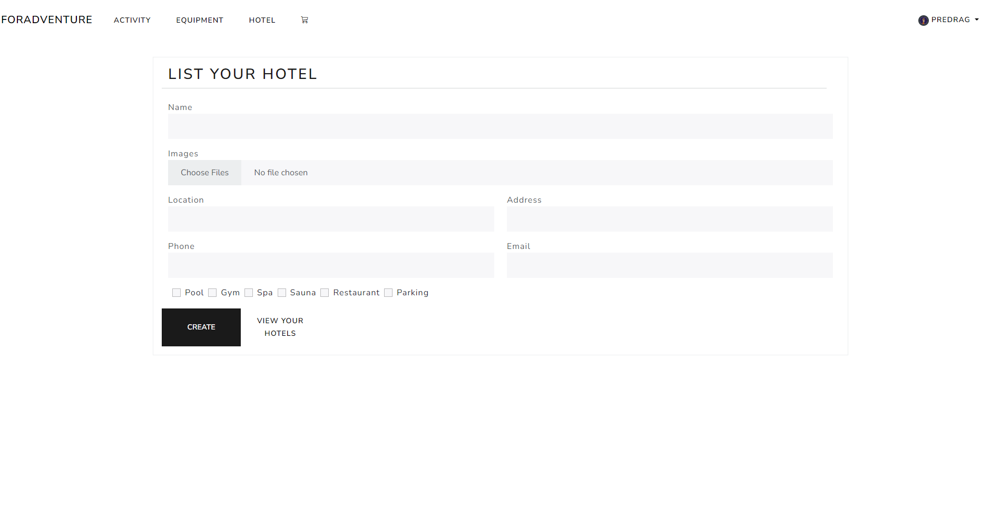 FORADVENTURE ACTIVITY EQUIPMENT HOTEL PREDRAG
LIST YOUR HOTEL
Name
Images
Choose Files No file chosen
Location Address
Phone Email
Pool Gym Spa Sauna Restaurant Parking
CREATE
VIEW YOUR
HOTELS